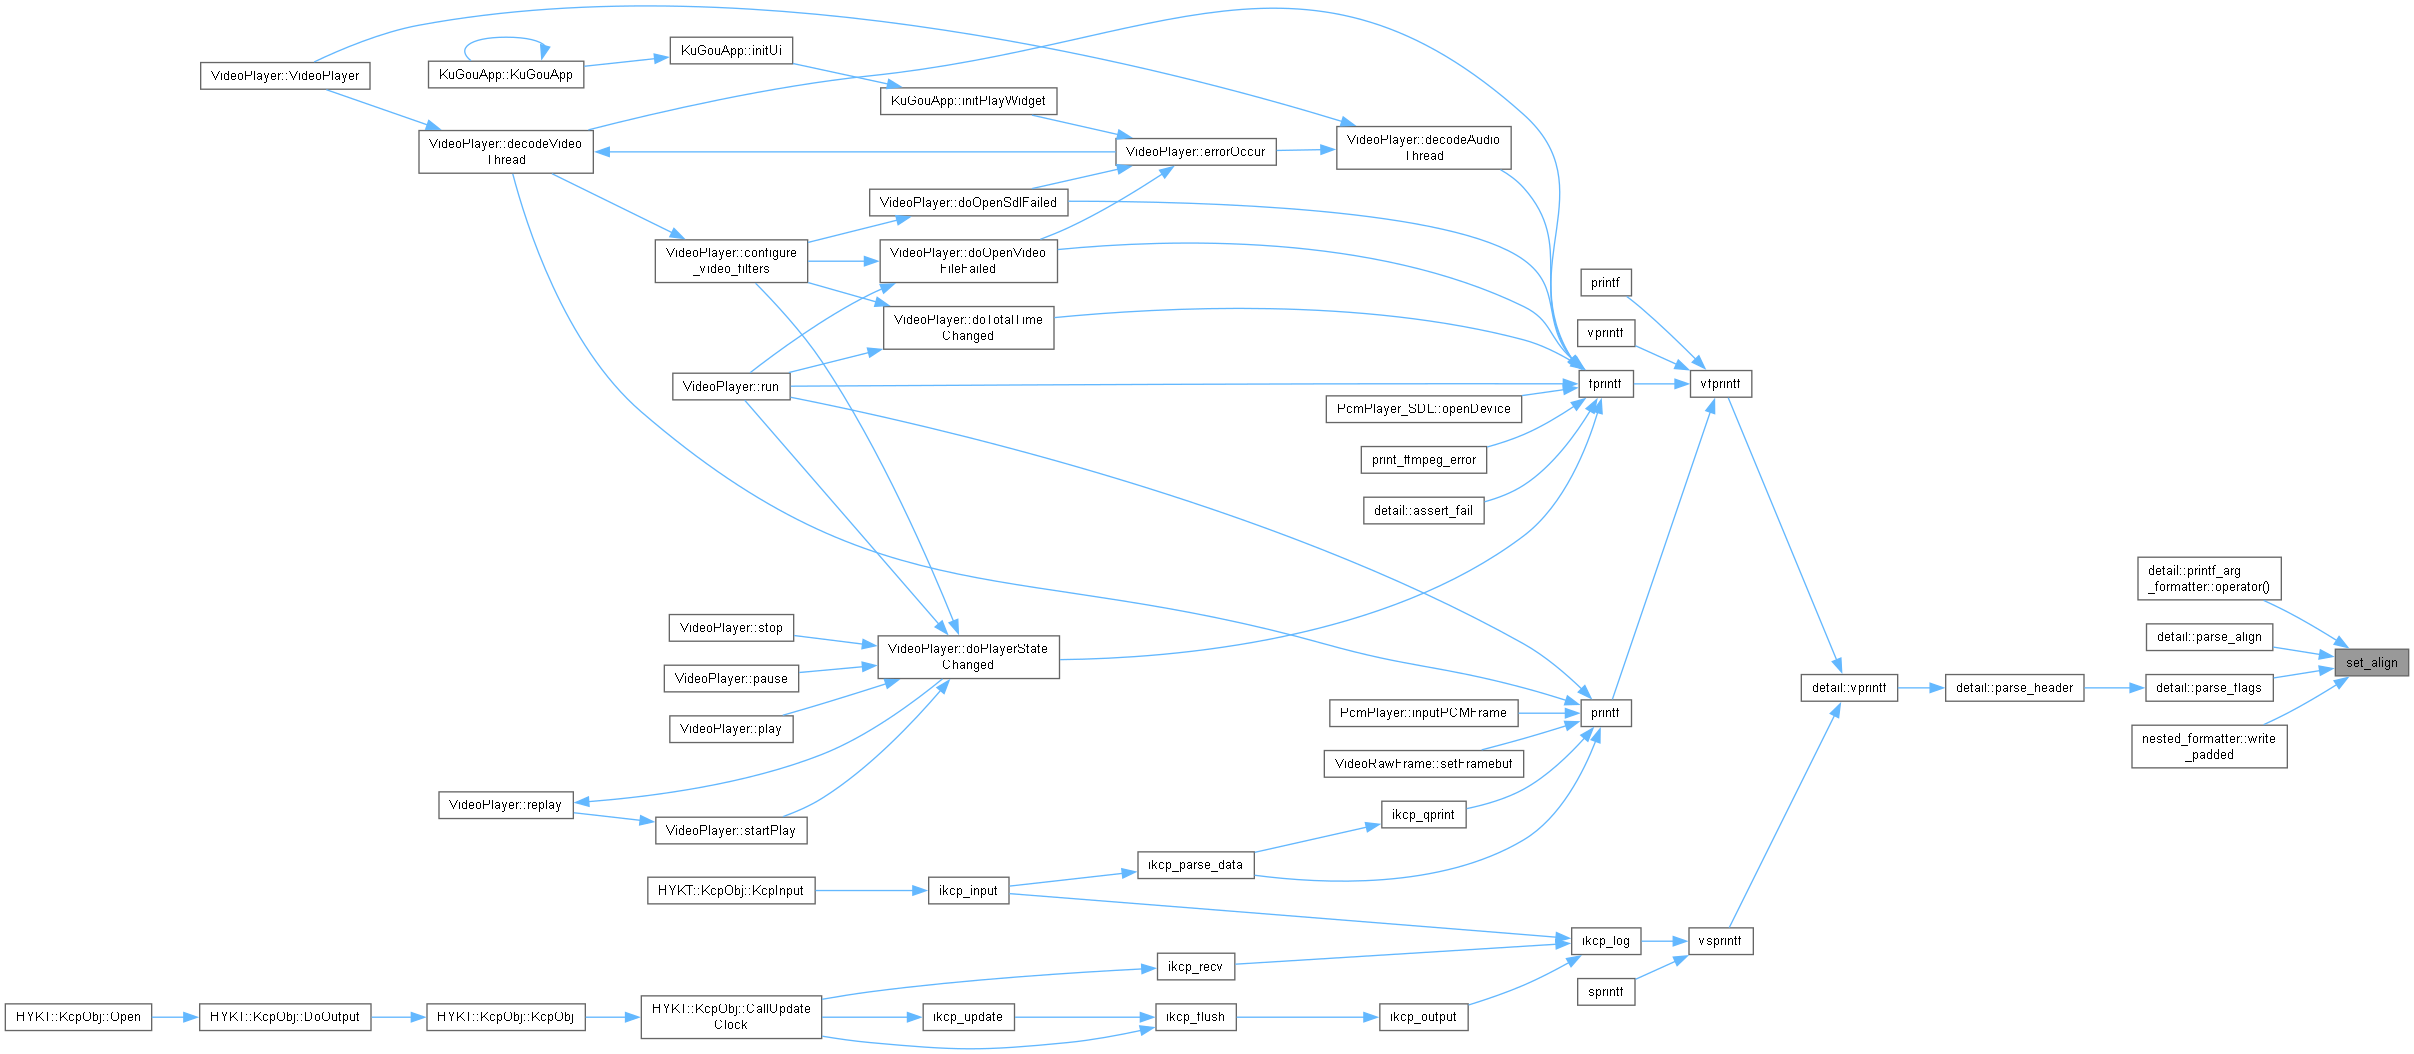 VideoPlayer::VideoPlayer
KuGouApp::KuGouApp
KuGouApp::initUi
KuGouApp::initPlayWidget
VideoPlayer::decodeVideo
Thread
VideoPlayer::errorOccur
VideoPlayer::decodeAudio
Thread
VideoPlayer::doOpenSdlFailed
VideoPlayer::configure
_video_filters
VideoPlayer::doOpenVideo
FileFailed
VideoPlayer::doTotalTime
Changed
VideoPlayer::run
printf
vprintf
fprintf
vfprintf
PcmPlayer_SDL::openDevice
print_ffmpeg_error
detail::assert_fail
VideoPlayer::stop
VideoPlayer::pause
VideoPlayer::play
VideoPlayer::doPlayerState
Changed
VideoPlayer::replay
VideoPlayer::startPlay
PcmPlayer::inputPCMFrame
VideoRawFrame::setFramebuf
printf
ikcp_qprint
ikcp_parse_data
HYKT::KcpObj::KcpInput
ikcp_input
ikcp_log
vsprintf
ikcp_recv
sprintf
HYKT::KcpObj::Open
HYKT::KcpObj::DoOutput
HYKT::KcpObj::KcpObj
HYKT::KcpObj::CallUpdate
Clock
ikcp_update
ikcp_flush
ikcp_output
detail::vprintf
detail::parse_header
detail::printf_arg
_formatter::operator()
detail::parse_align
detail::parse_flags
nested_formatter::write
_padded
set_align